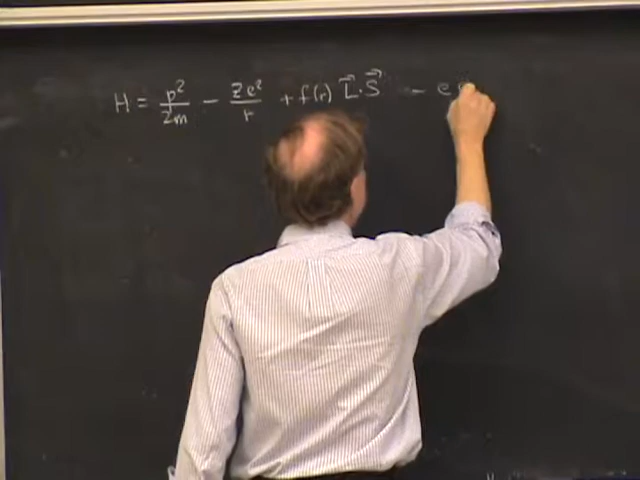 H = p²/2m - Ze²/r + f(r) L⃗·S⃗ - e